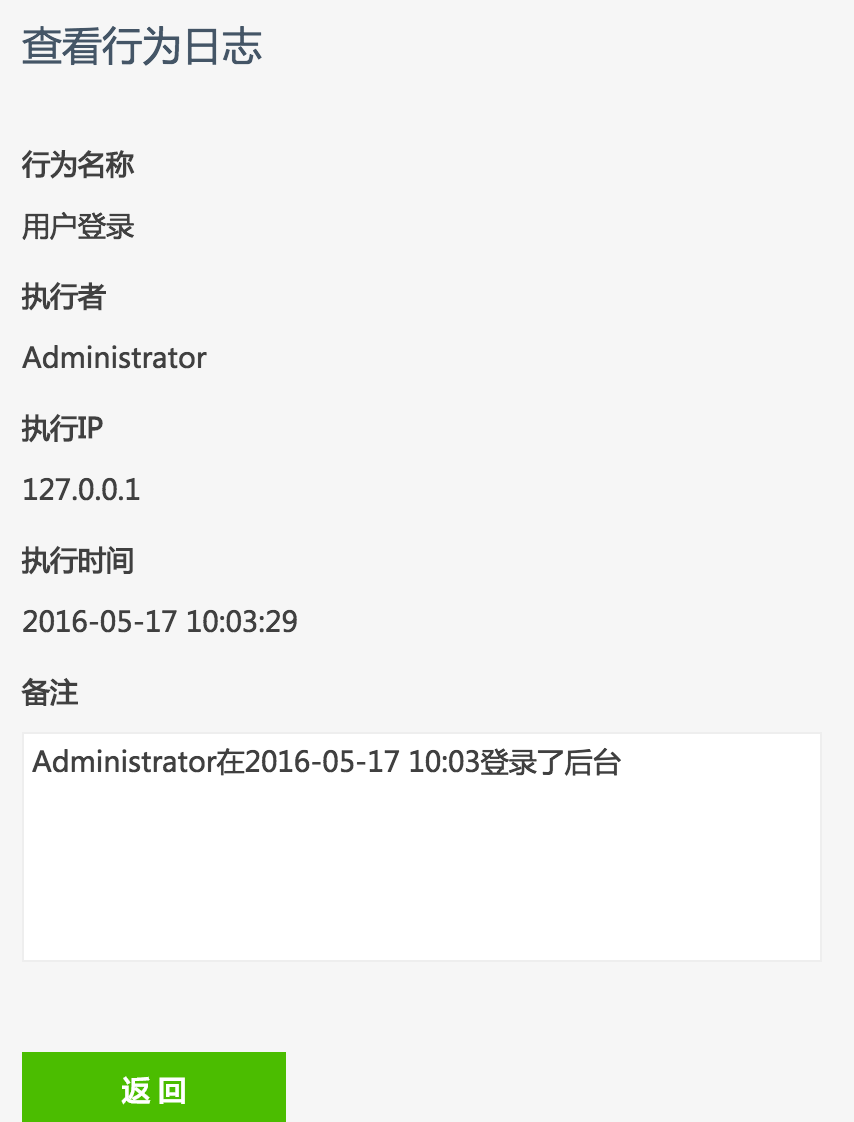 查看行为日志
行为名称
用户登录
执行者
Administrator
执行IP
127.0.0.1
执行时间
2016-05-17 10:03:29
备注
Administrator在2016-05-17 10:03登录了后台
返 回